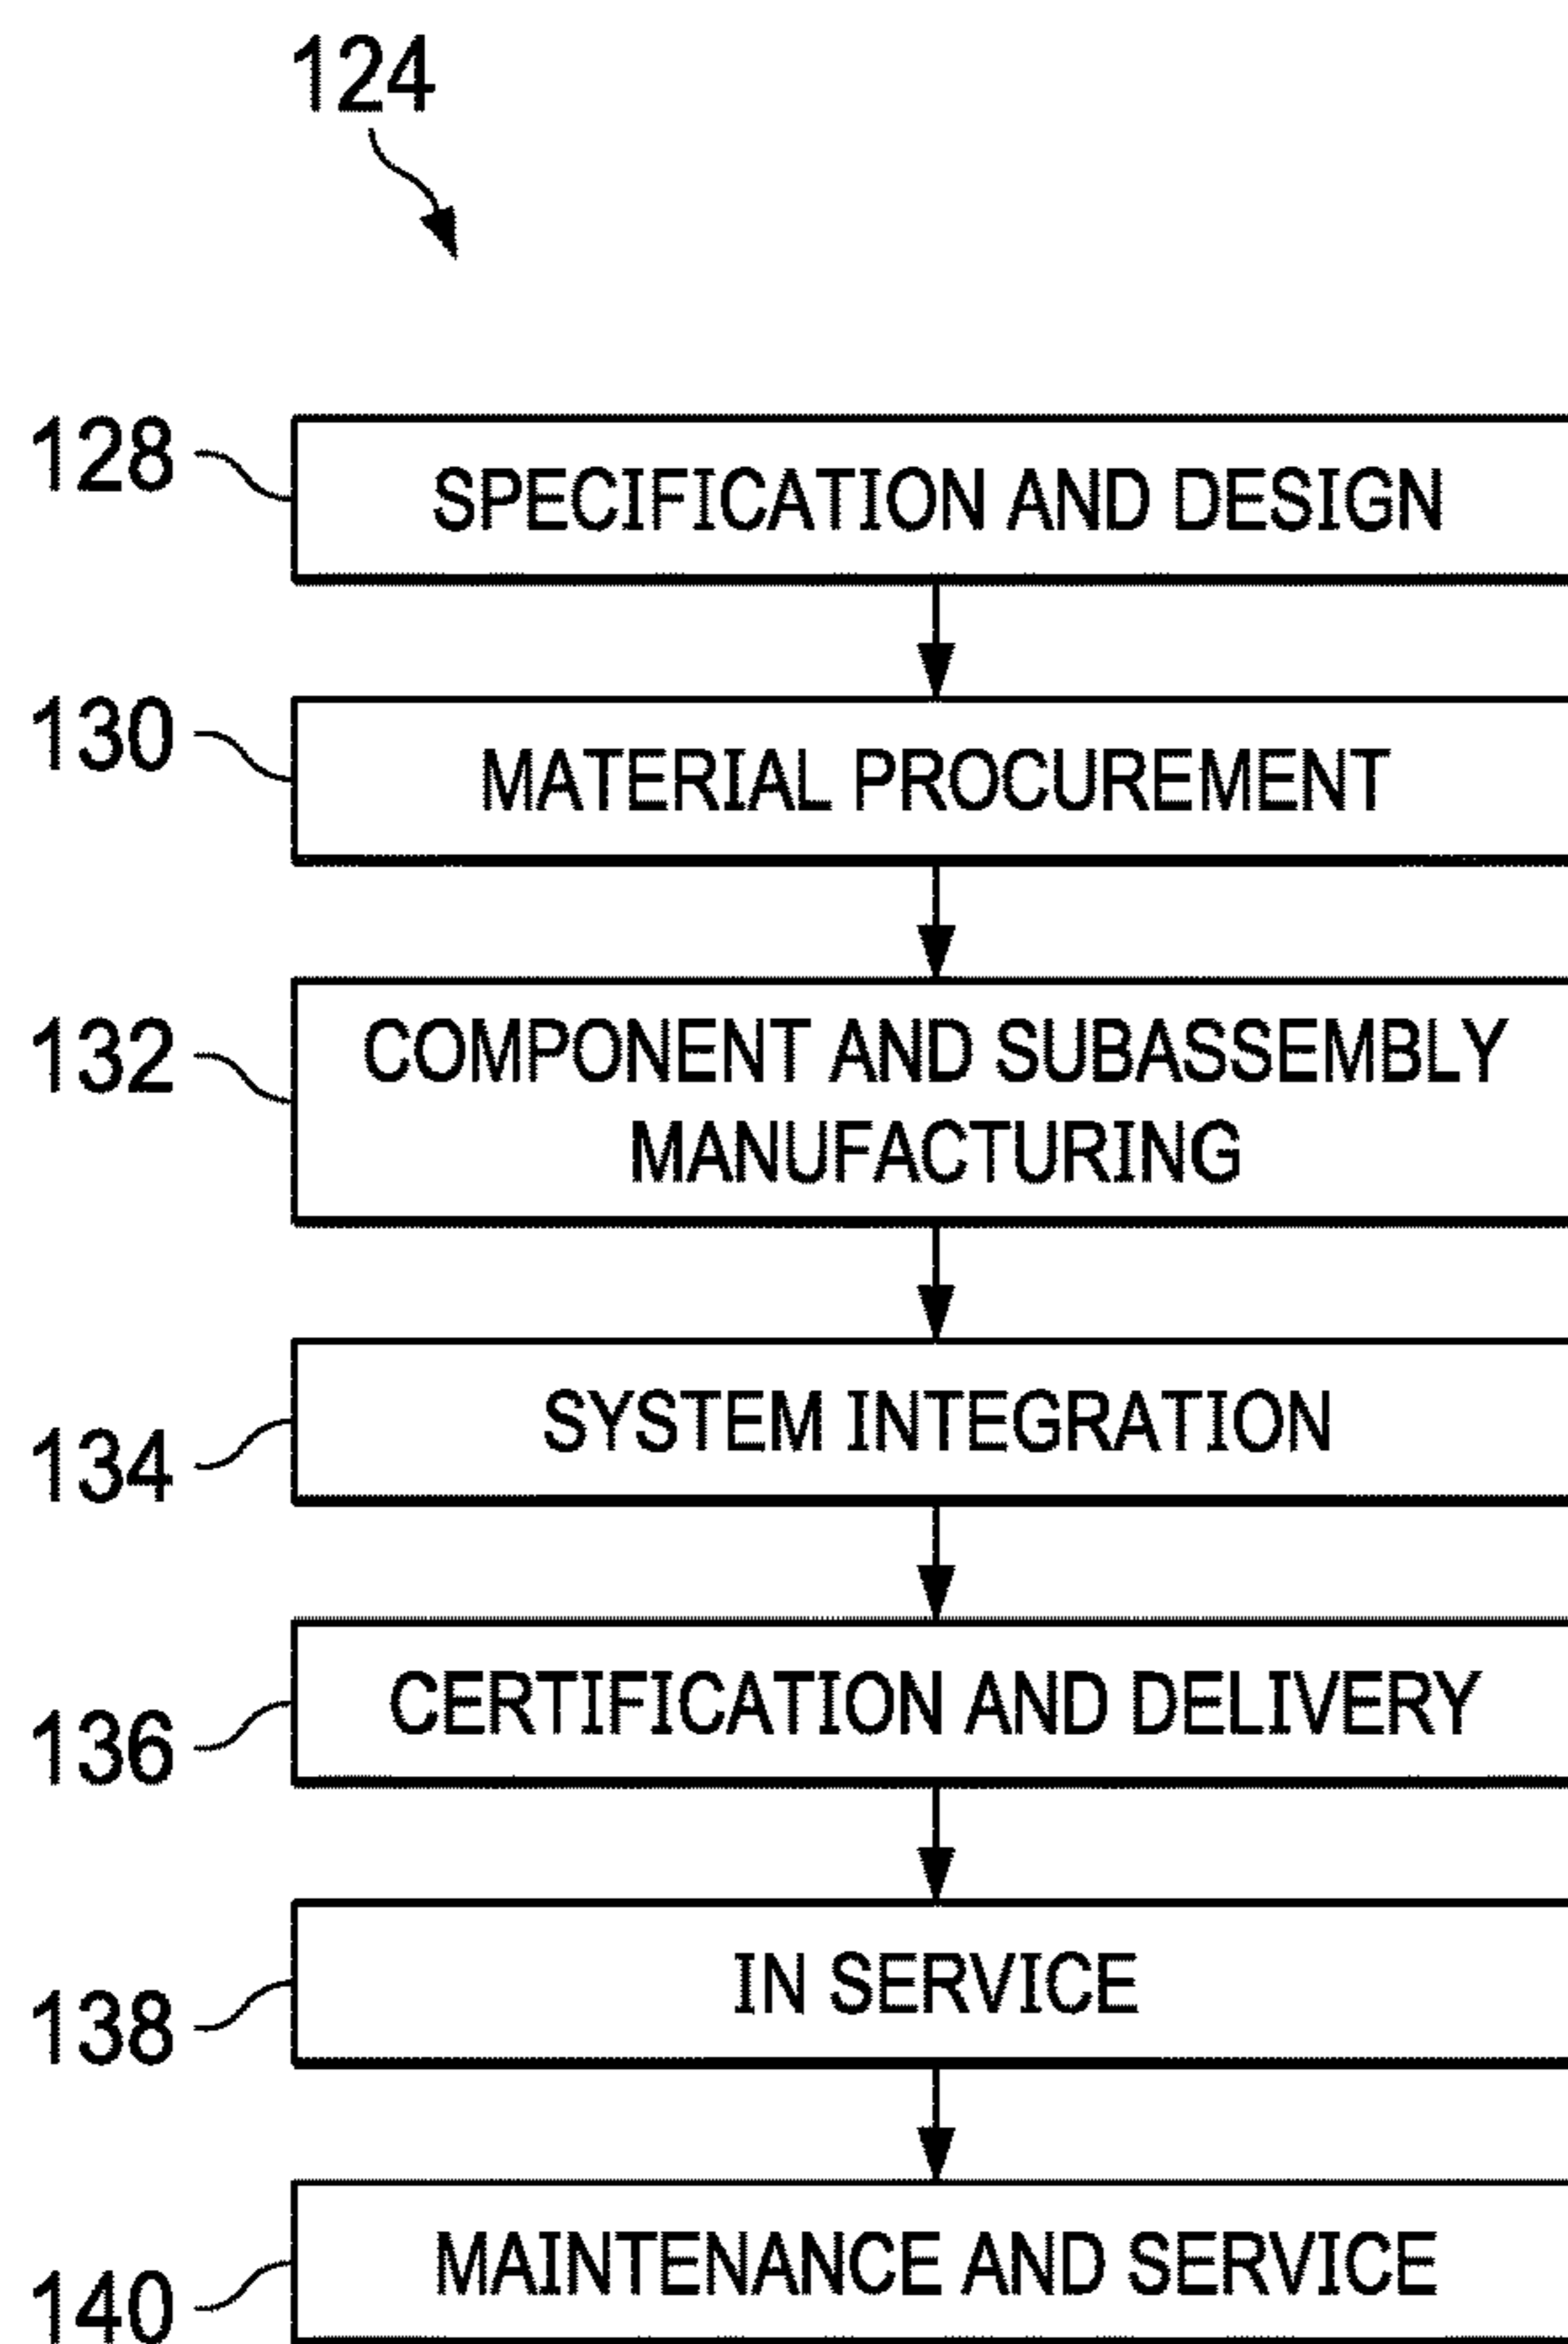 124
128
SPECIFICATION AND DESIGN
130
MATERIAL PROCUREMENT
132
COMPONENT AND SUBASSEMBLY
MANUFACTURING
134
SYSTEM INTEGRATION
136
CERTIFICATION AND DELIVERY
138
IN SERVICE
140
MAINTENANCE AND SERVICE